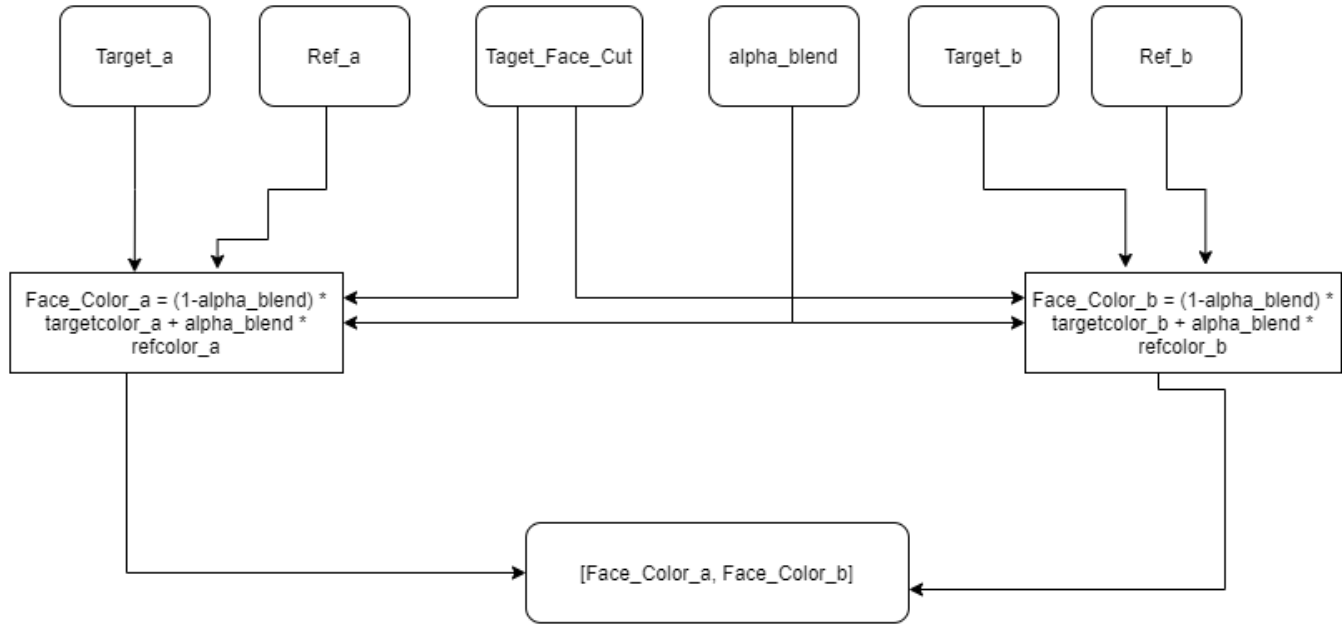 Target_a
Ref_a
Taget_Face_Cut
alpha_blend
Target_b
Ref_b
Face_Color_a = (1-alpha_blend) *
targetcolor_a + alpha_blend *
refcolor_a
Face_Color_b = (1-alpha_blend) *
targetcolor_b + alpha_blend *
refcolor_b
[Face_Color_a, Face_Color_b]